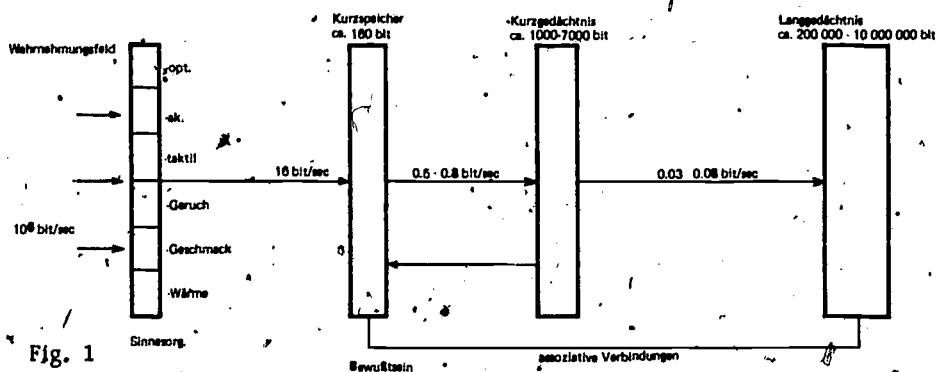 Kurzspeicher
ca. 160 bit
Kurzgedächtnis
ca. 1000-7000 bit
Langgedächtnis
ca. 200 000 - 10 000 000 bit
Wahrnehmungsfeld
opt.
ak.
taktil
Geruch
Geschmack
Wärme
16 bit/sec
0.5 - 0.8 bit/sec
0.03 0.08 bit/sec
bit/sec
Sinnesorg.
Fig. 1
Bewußtsein
assoziative Verbindungen